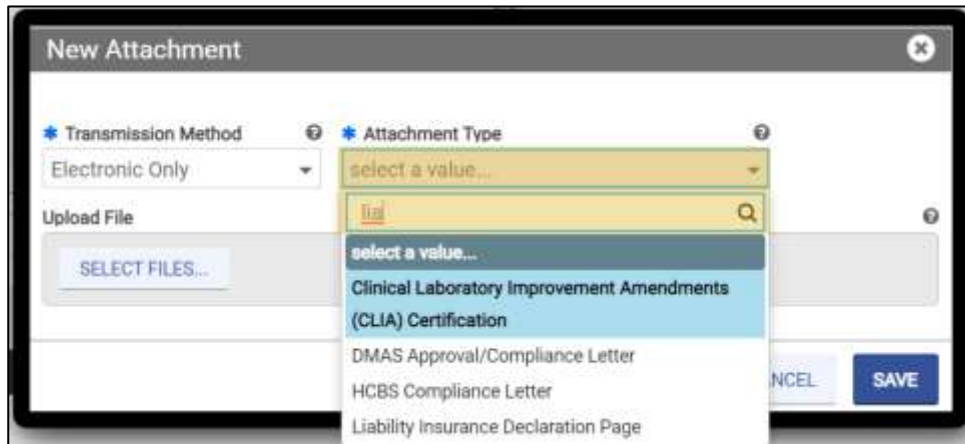 New Attachment
* Transmission Method
* Attachment Type
Electronic Only
select a value...
Upload File
lia
SELECT FILES...
select a value...
Clinical Laboratory Improvement Amendments
(CLIA) Certification
DMAS Approval/Compliance Letter
HCBS Compliance Letter
NCEL
SAVE
Liability Insurance Declaration Page